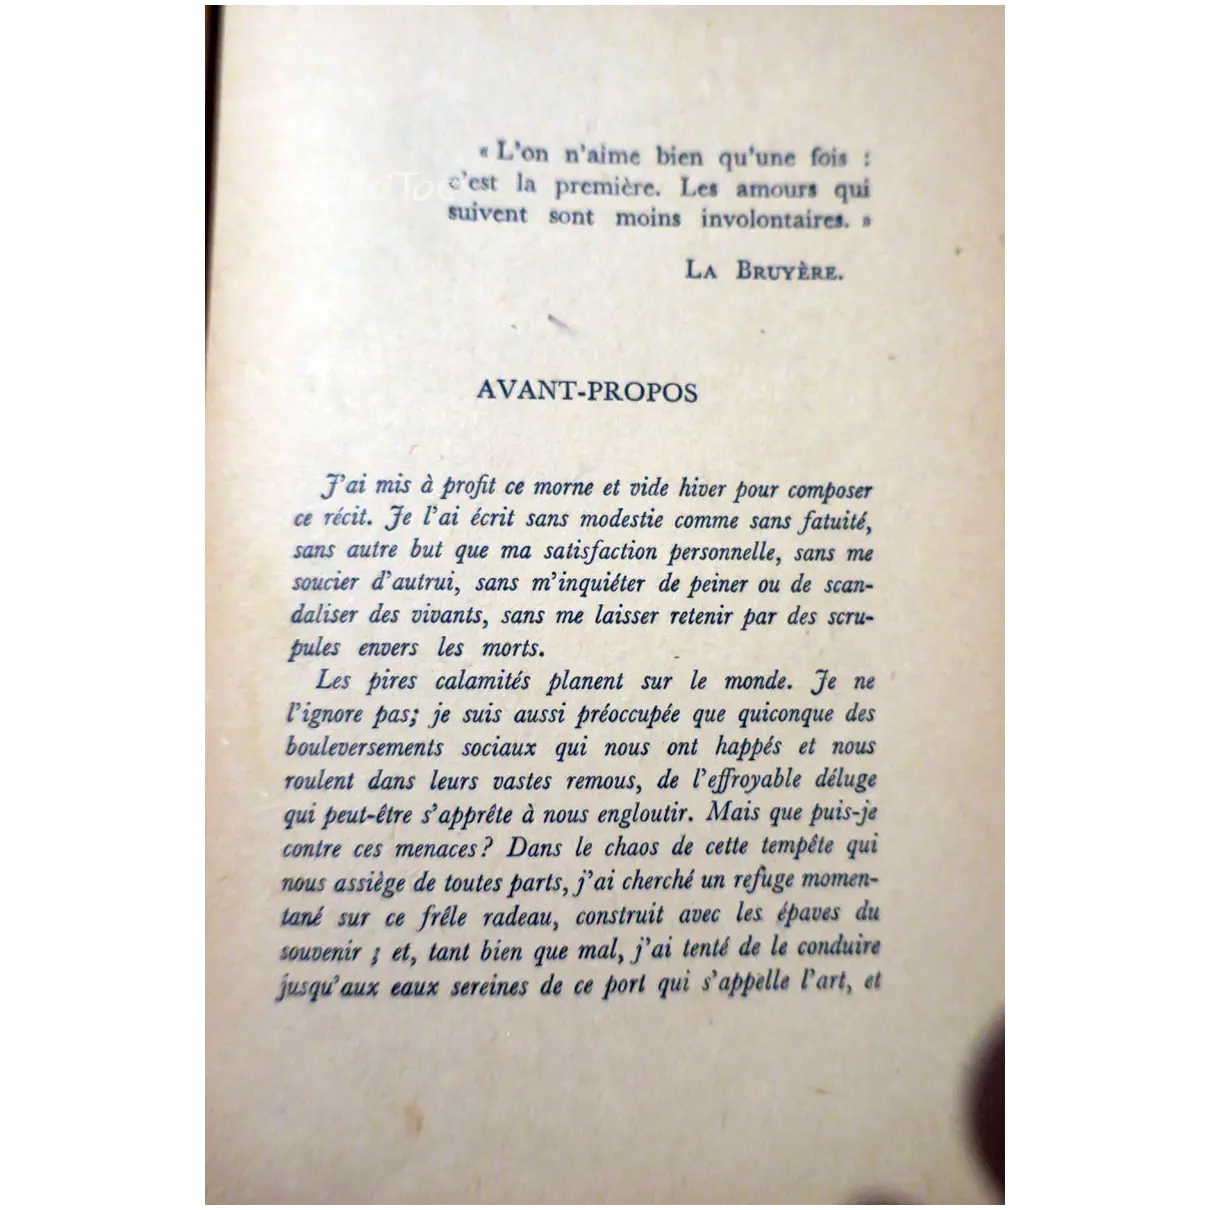 « L'on n'aime bien qu'une fois :
c'est la première. Les amours qui
suivent sont moins involontaires. »
LA BRUYÈRE.
AVANT-PROPOS
J'ai mis à profit ce morne et vide hiver pour composer
ce récit. Je l'ai écrit sans modestie comme sans fatuité,
sans autre but que ma satisfaction personnelle, sans me
soucier d'autrui, sans m'inquiéter de peiner ou de scan-
daliser des vivants, sans me laisser retenir par des scru-
pules envers les morts.
Les pires calamités planent sur le monde. Je ne
l'ignore pas; je suis aussi préoccupée que quiconque des
bouleversements sociaux qui nous ont happés et nous
roulent dans leurs vastes remous, de l'effroyable déluge
qui peut-être s'apprête à nous engloutir. Mais que puis-je
contre ces menaces? Dans le chaos de cette tempête qui
nous assiège de toutes parts, j'ai cherché un refuge momen-
tané sur ce frêle radeau, construit avec les épaves du
souvenir ; et, tant bien que mal, j'ai tenté de le conduire
jusqu'aux eaux sereines de ce port qui s'appelle l'art, et